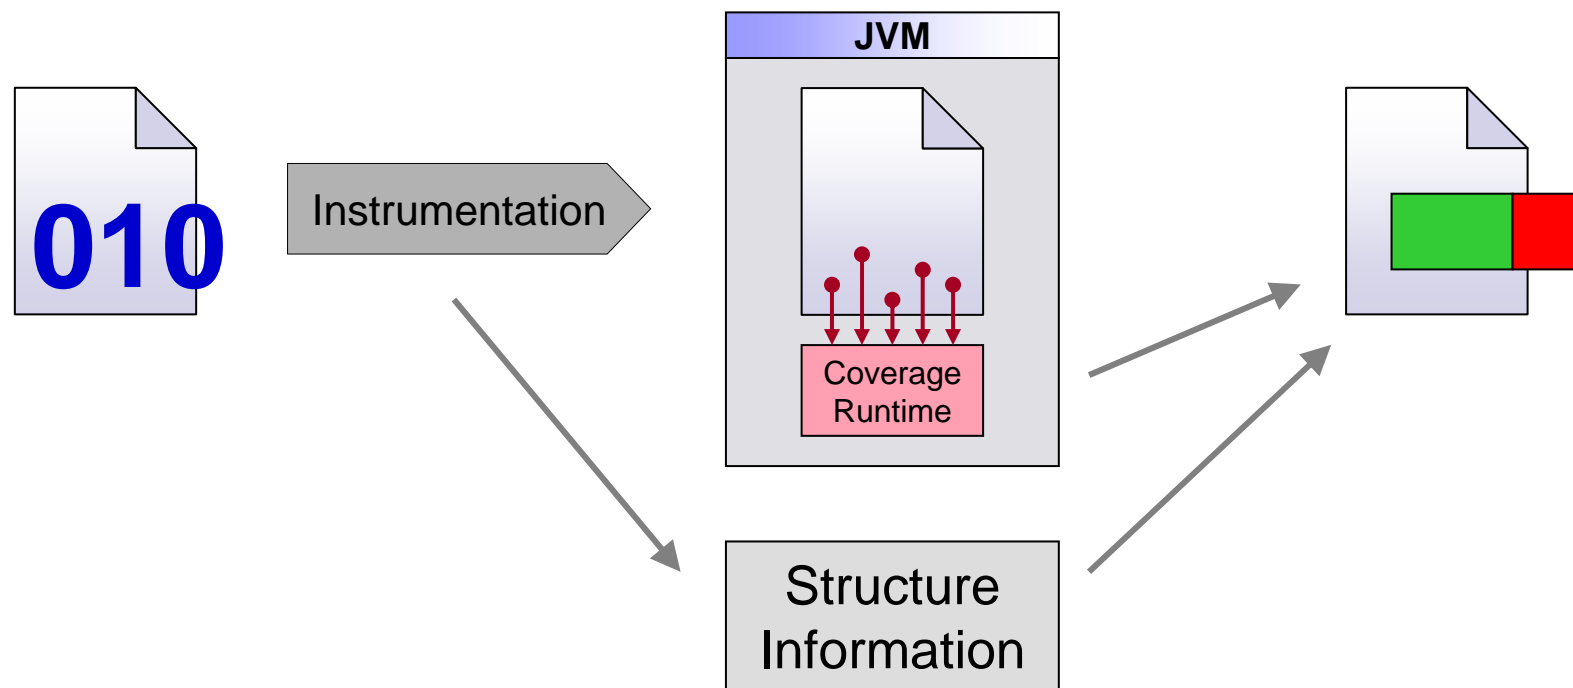 JVM
010
Instrumentation
Coverage
Runtime
Structure
Information